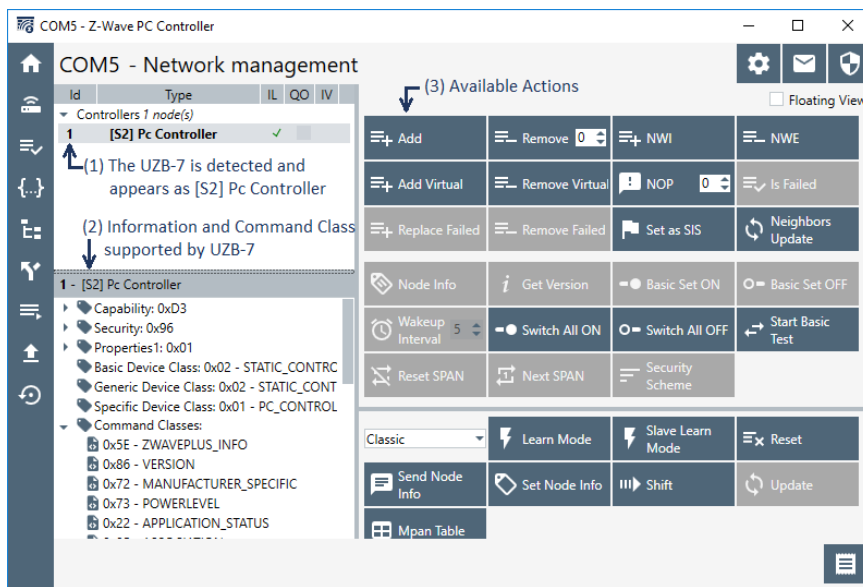 COM5 - Z-Wave PC Controller
COM5 - Network management
Id Type IL QO IV
Controllers 1 node(s)
1 [S2] Pc Controller
(1) The UZB-7 is detected and
appears as [S2] Pc Controller
(2) Information and Command Class
supported by UZB-7
1 - [S2] Pc Controller
Capability: 0xD3
Security: 0x96
Properties1: 0x01
Basic Device Class: 0x02 - STATIC_CONTRC
Generic Device Class: 0x02 - STATIC_CONT
Specific Device Class: 0x01 - PC_CONTROL
Command Classes:
0x5E - ZWAVEPLUS_INFO
0x86 - VERSION
0x72 - MANUFACTURER_SPECIFIC
0x73 - POWERLEVEL
0x22 - APPLICATION_STATUS
(3) Available Actions
Floating View
Add Remove 0 NWI NWE
Add Virtual Remove Virtual NOP 0 Is Failed
Replace Failed Remove Failed Set as SIS Neighbors
Update
Node Info Get Version Basic Set ON Basic Set OFF
Wakeup
Interval 5 Switch All ON Switch All OFF Start Basic
Test
Reset SPAN Next SPAN Security
Scheme
Classic Learn Mode Slave Learn
Mode Reset
Send Node
Info Set Node Info Shift Update
Mpan Table